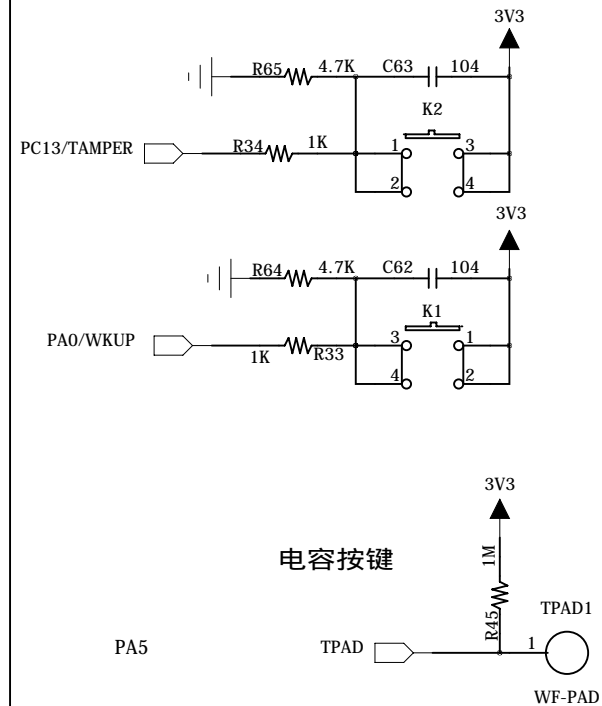 3V3
R65 4.7K C63 104
K2
PC13/TAMPER R34 1K 1 3
2 4
3V3
R64 4.7K C62 104
K1
PA0/WKUP 1K R33 3 1
4 2
3V3
1M
电容按键
R45
TPAD1
PA5 TPAD 1
WF-PAD